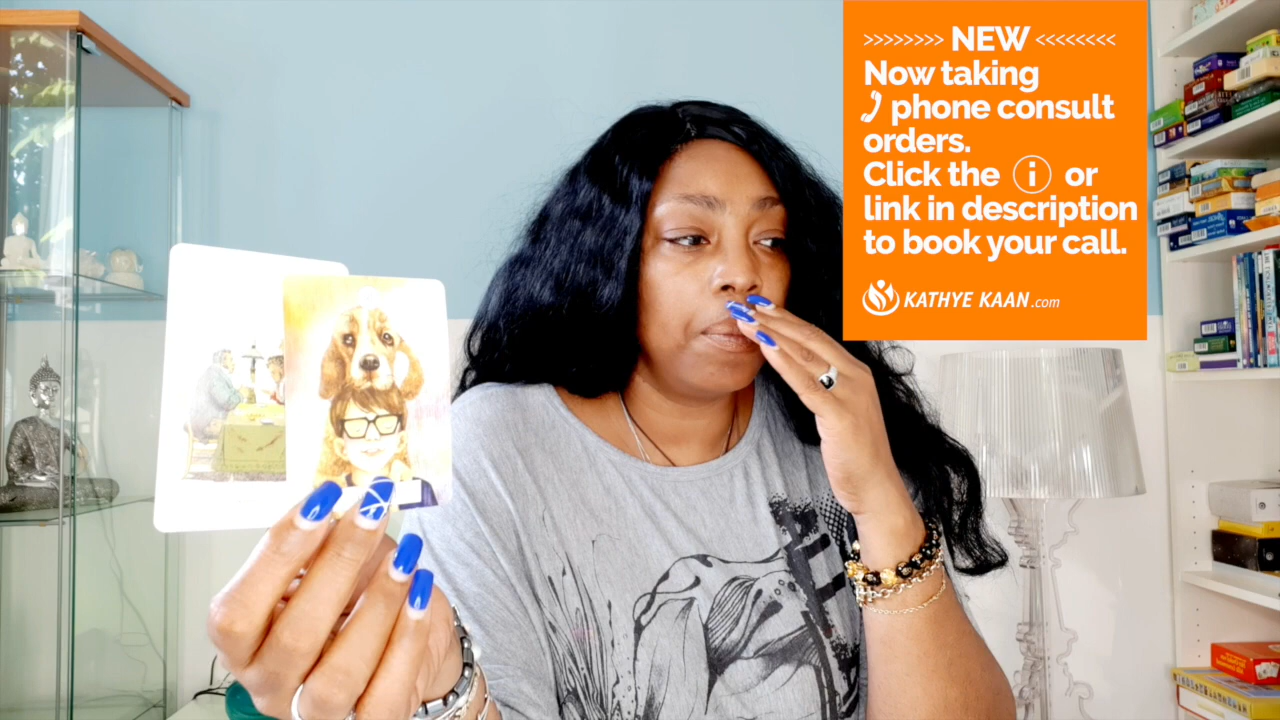 >>>>>>>> NEW <<<<<<<<
Now taking
phone consult
orders.
Click the i or
link in description
to book your call.
KATHYE KAAN.com